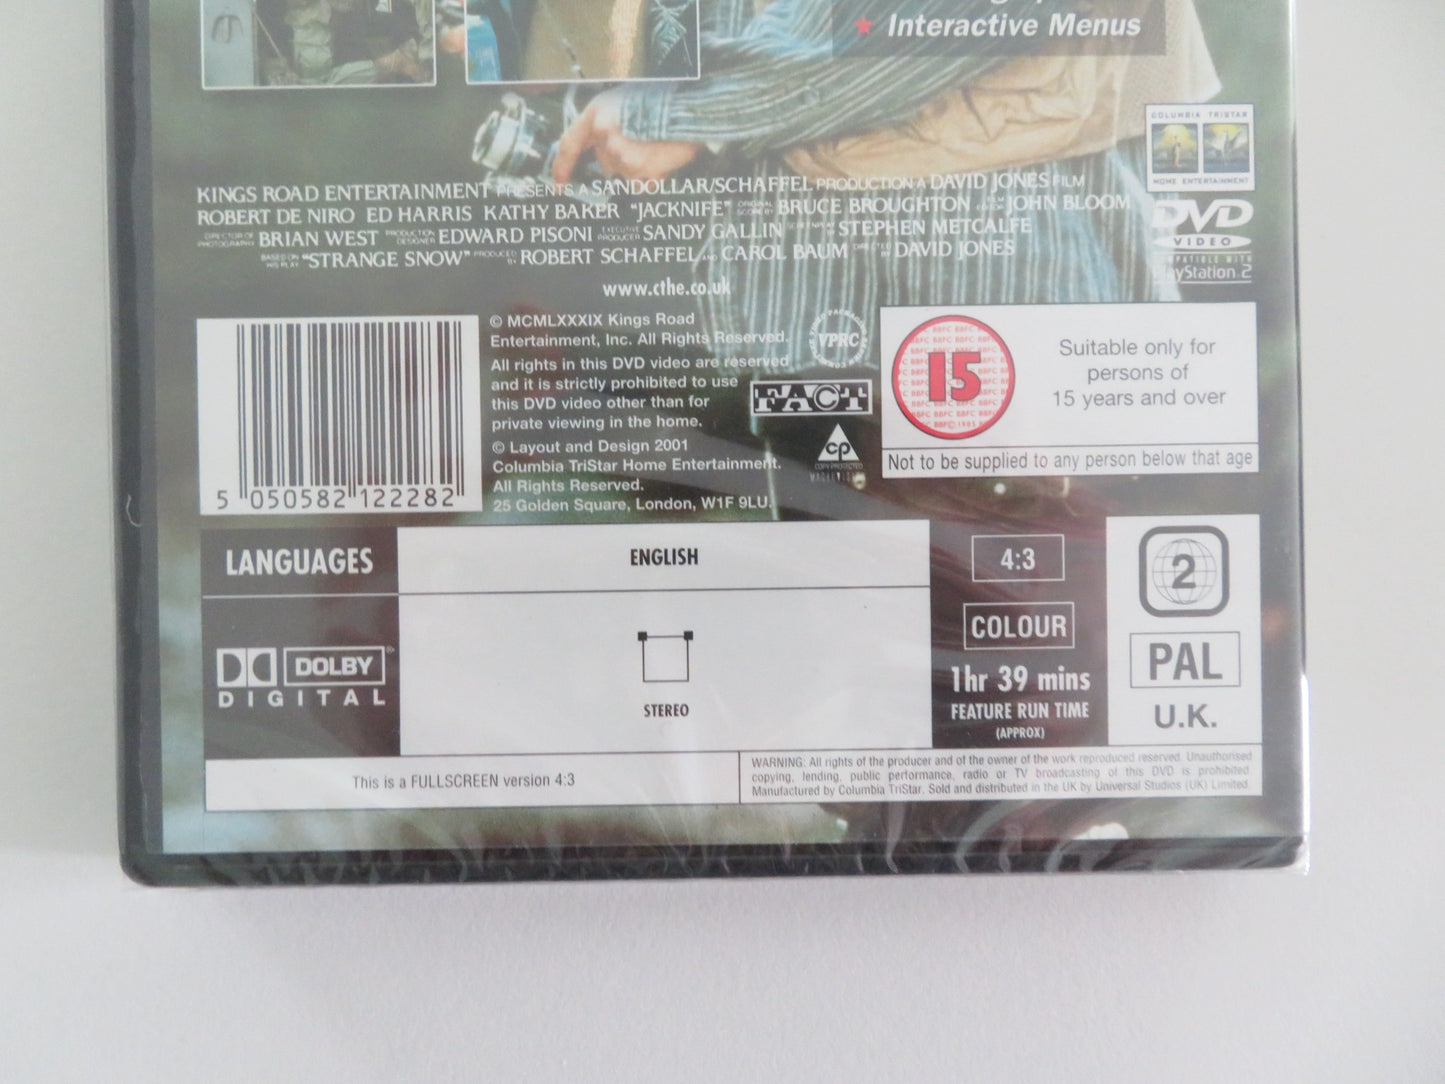 ★ Interactive Menus
COLUMBIA TRISTAR
HOME ENTERTAINMENT
KINGS ROAD ENTERTAINMENT PRESENTS A SANDOLLAR/SCHAFFEL PRODUCTION A DAVID JONES FILM
ROBERT DE NIRO ED HARRIS KATHY BAKER "JACKNIFE" ORIGINAL SCORE BY BRUCE BROUGHTON JOHN BLOOM
DIRECTOR OF PHOTOGRAPHY BRIAN WEST PRODUCTION DESIGNER EDWARD PISONI EXECUTIVE PRODUCER SANDY GALLIN SCREENPLAY BY STEPHEN METCALFE
BASED ON HIS PLAY "STRANGE SNOW" PRODUCED BY ROBERT SCHAFFEL AND CAROL BAUM DIRECTED BY DAVID JONES
DVD
VIDEO
COMPATIBLE WITH
PlayStation 2
www.cthe.co.uk
© MCMLXXXIX Kings Road
Entertainment, Inc. All Rights Reserved.
All rights in this DVD video are reserved
and it is strictly prohibited to use
this DVD video other than for
private viewing in the home.
© Layout and Design 2001
Columbia TriStar Home Entertainment.
All Rights Reserved.
25 Golden Square, London, W1F 9LU.
5 050582 122282
VPRC
FACT
cp
COPY PROTECTED
15
Suitable only for
persons of
15 years and over
Not to be supplied to any person below that age
LANGUAGES
ENGLISH
DOLBY
DIGITAL
STEREO
4:3
COLOUR
1hr 39 mins
FEATURE RUN TIME
(APPROX)
2
PAL
U.K.
This is a FULLSCREEN version 4:3
WARNING: All rights of the producer and of the owner of the work reproduced reserved. Unauthorised
copying, lending, public performance, radio or TV broadcasting of this DVD is prohibited.
Manufactured by Columbia TriStar. Sold and distributed in the UK by Universal Studios (UK) Limited.